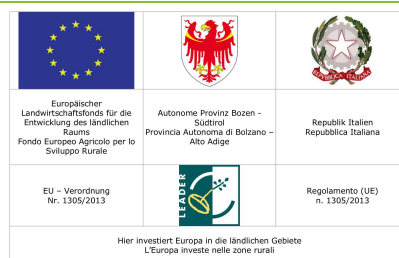 REPVBBLICA ITALIANA
Europäischer
Landwirtschaftsfonds für die
Entwicklung des ländlichen
Raums
Fondo Europeo Agricolo per lo
Sviluppo Rurale
Autonome Provinz Bozen -
Südtirol
Provincia Autonoma di Bolzano –
Alto Adige
Republik Italien
Repubblica Italiana
EU – Verordnung
Nr. 1305/2013
LEADER
Regolamento (UE)
n. 1305/2013
Hier investiert Europa in die ländlichen Gebiete
L'Europa investe nelle zone rurali